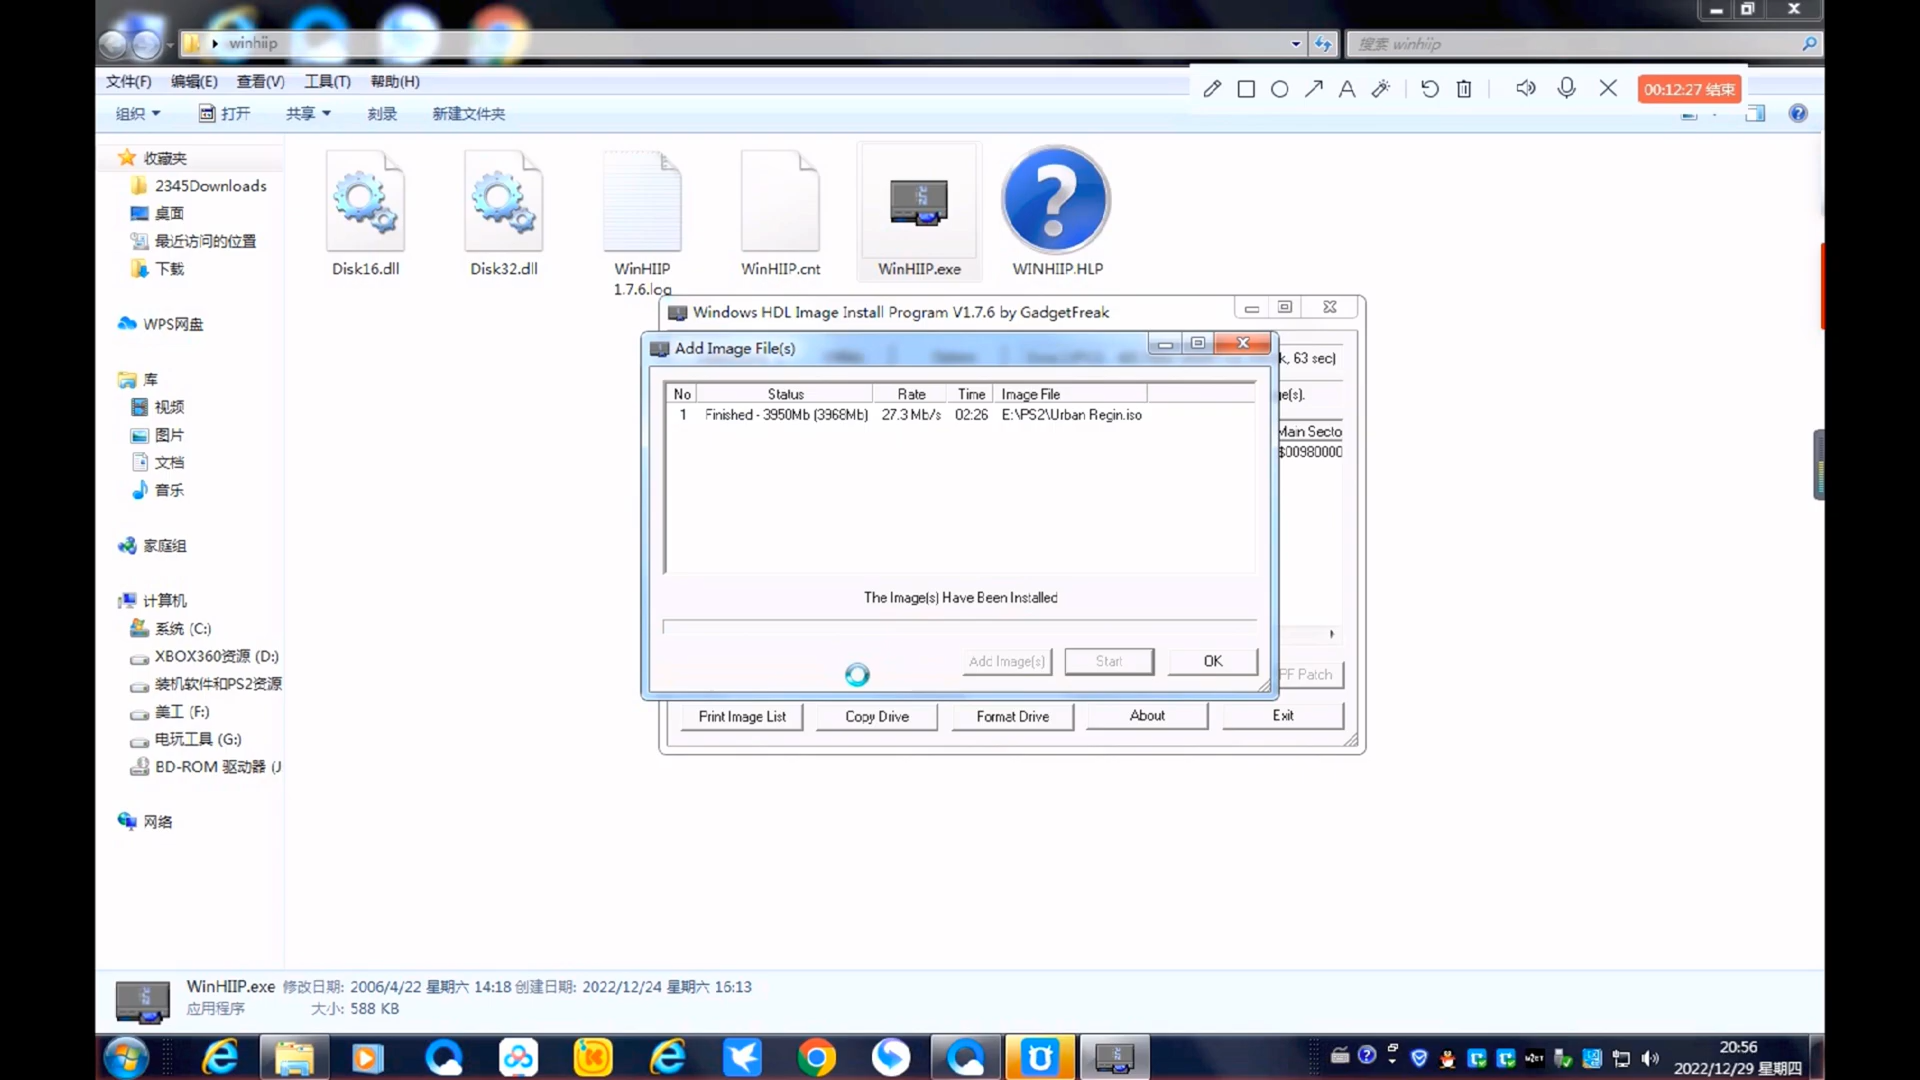 winhiip
搜索 winhiip
文件(F) 编辑(E) 查看(V) 工具(T) 帮助(H)
00:12:27 结束
组织 打开 共享 刻录 新建文件夹
收藏夹
2345Downloads
桌面
最近访问的位置
下载
WPS网盘
库
视频
图片
文档
音乐
家庭组
计算机
系统 (C:)
XBOX360资源 (D:)
装机软件和PS2资源
美工 (F:)
电玩工具 (G:)
BD-ROM 驱动器 (J
网络
Disk16.dll
Disk32.dll
WinHIIP
1.7.6.log
WinHIIP.cnt
WinHIIP.exe
WINHIIP.HLP
Windows HDL Image Install Program V1.7.6 by GadgetFreak
k, 63 sec)
ge(s).
Main Secto
$00980000
Add Image File(s)
No Status Rate Time Image File
1 Finished - 3950Mb (3968Mb) 27.3 Mb/s 02:26 E:\PS2\Urban Regin.iso
The Image(s) Have Been Installed
Add Image(s) Start OK
PF Patch
Print Image List Copy Drive Format Drive About Exit
WinHIIP.exe 修改日期: 2006/4/22 星期六 14:18 创建日期: 2022/12/24 星期六 16:13
应用程序 大小: 588 KB
20:56
2022/12/29 星期四